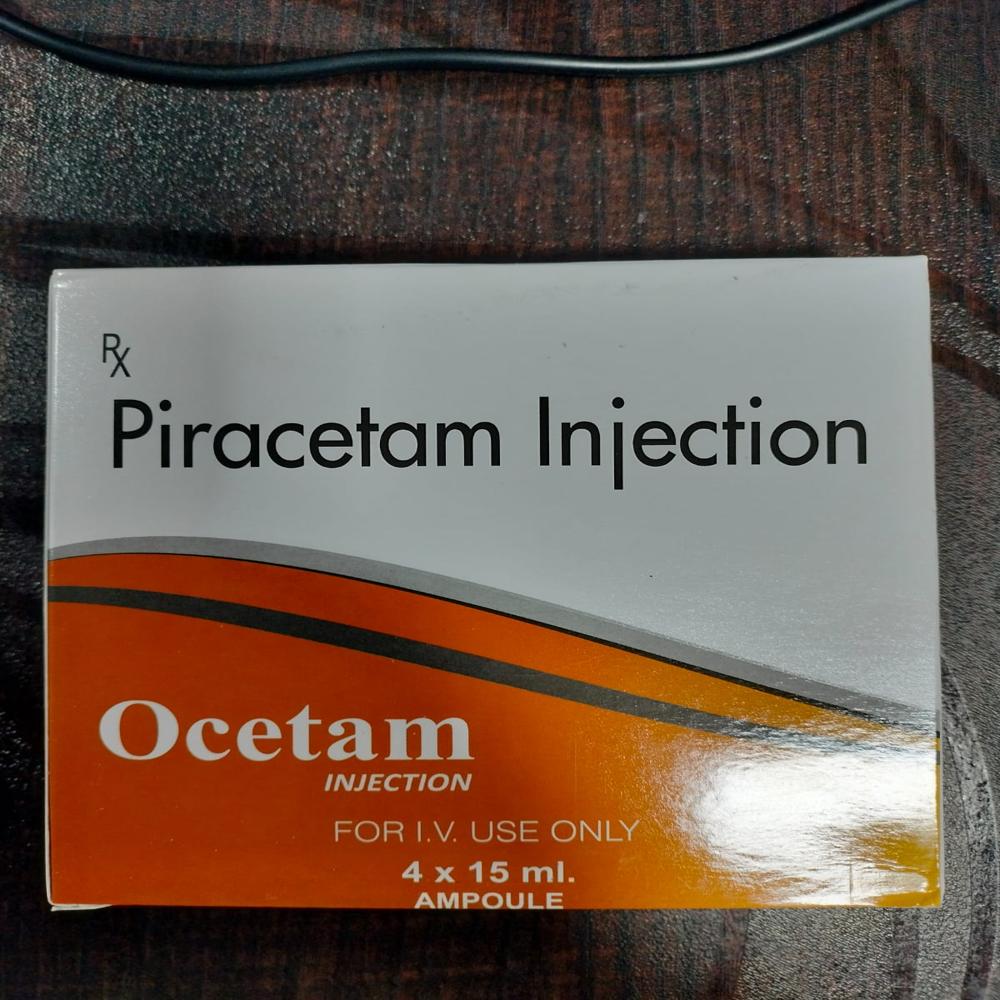 Rx
Piracetam Injection
Ocetam
INJECTION
FOR I.V. USE ONLY
4 x 15 ml.
AMPOULE